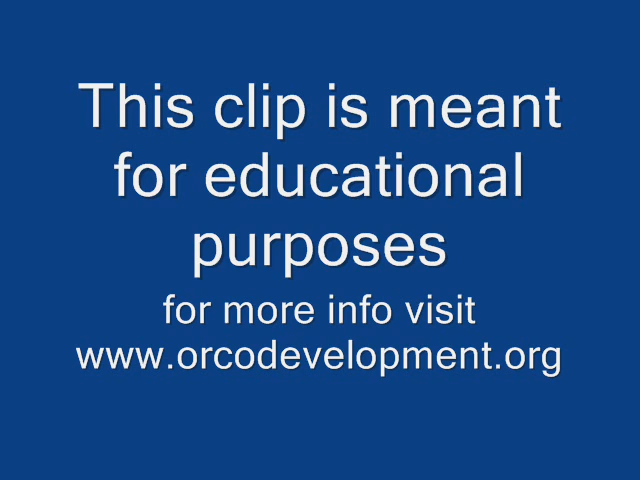 This clip is meant
for educational
purposes
for more info visit
www.orcodevelopment.org